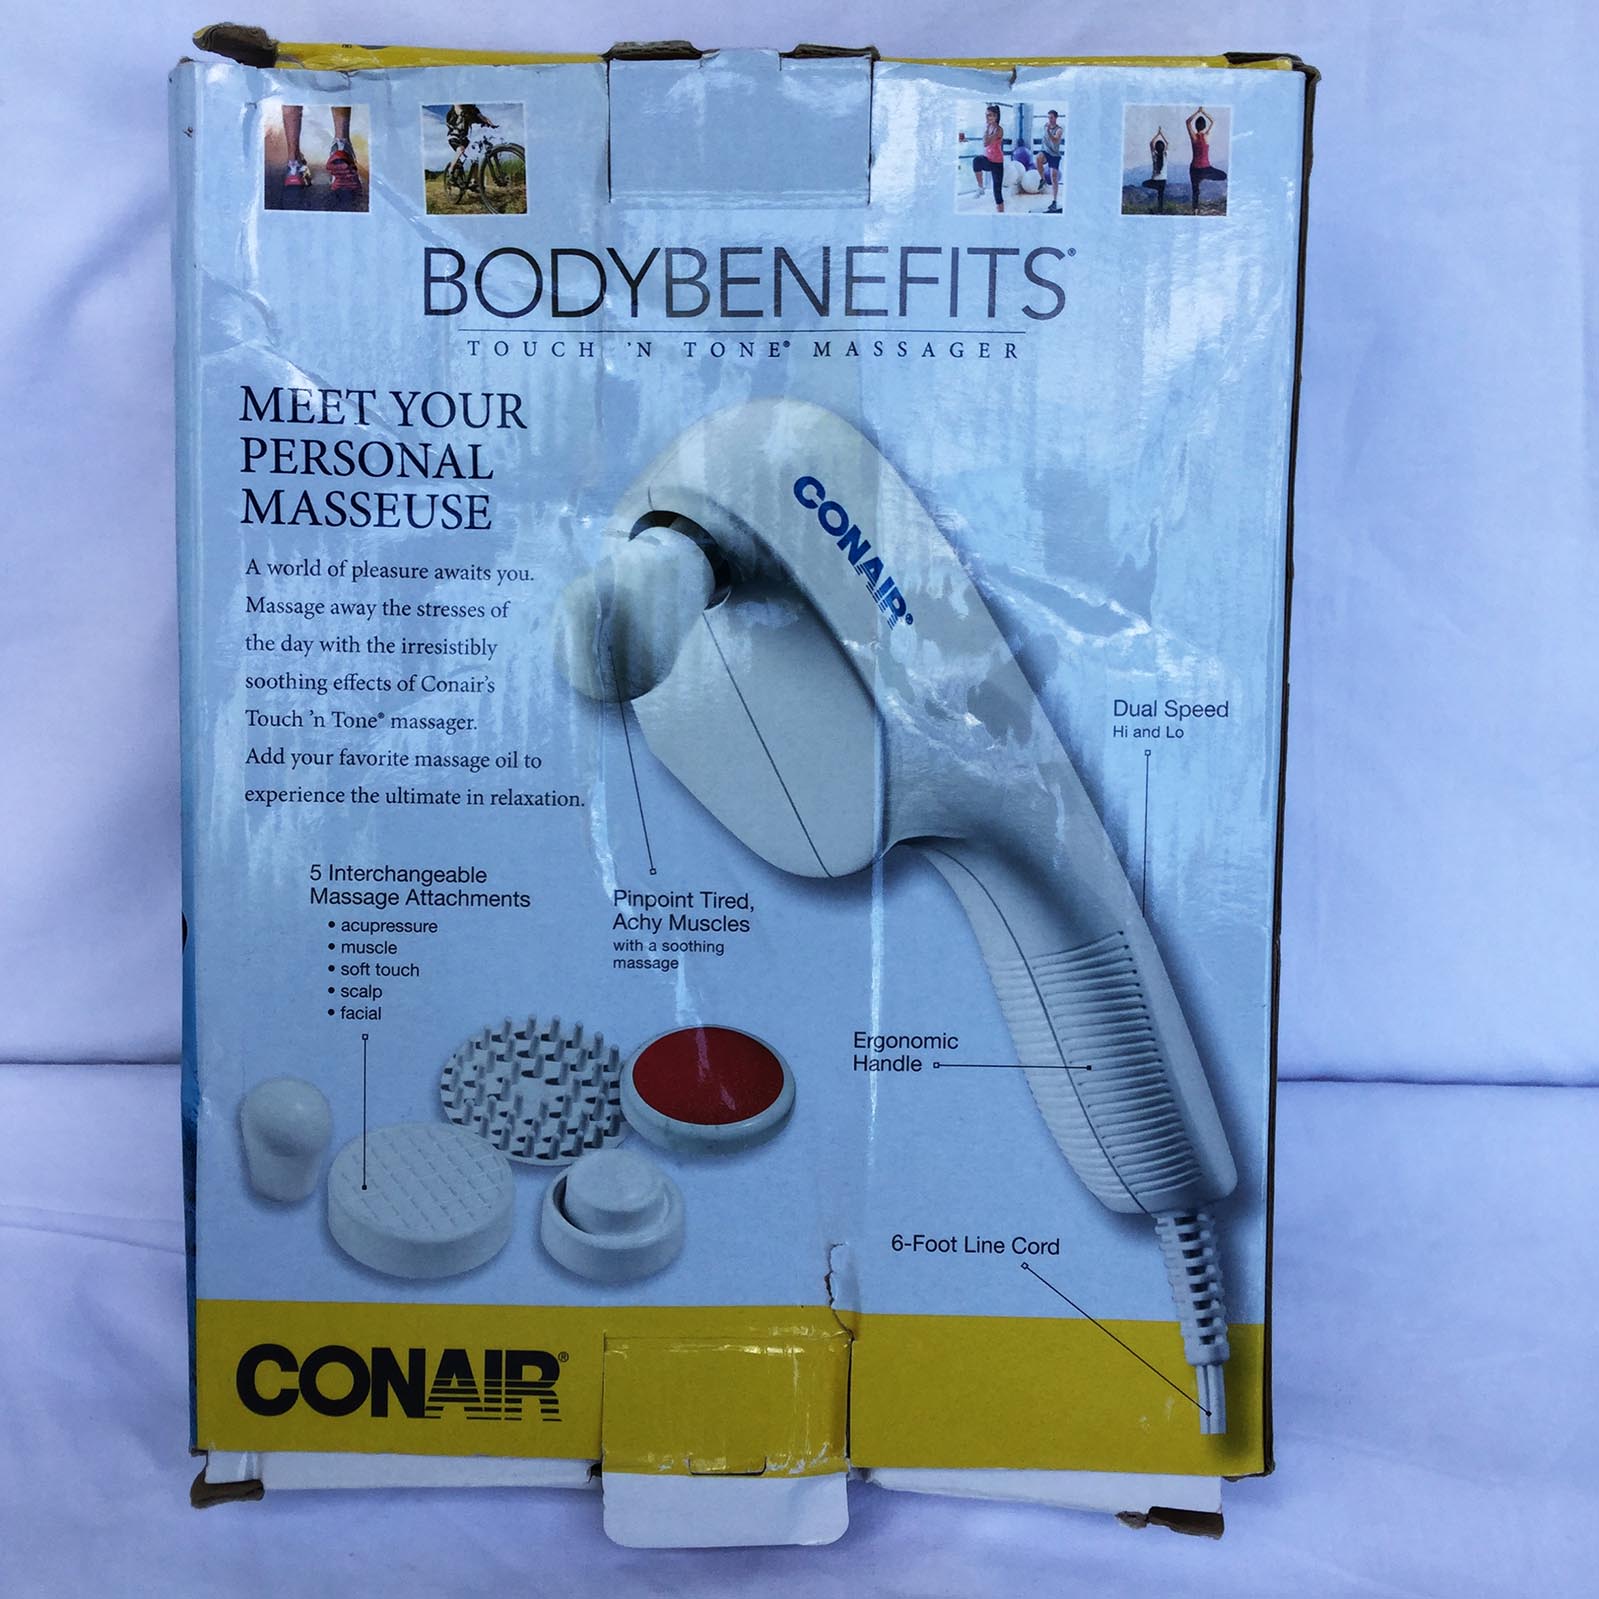 BODYBENEFITS®
TOUCH 'N TONE® MASSAGER
MEET YOUR
PERSONAL
MASSEUSE
A world of pleasure awaits you.
Massage away the stresses of
the day with the irresistibly
soothing effects of Conair's
Touch 'n Tone® massager.
Add your favorite massage oil to
experience the ultimate in relaxation.
CONAIR®
Dual Speed
Hi and Lo
5 Interchangeable
Massage Attachments
• acupressure
• muscle
• soft touch
• scalp
• facial
Pinpoint Tired,
Achy Muscles
with a soothing
massage
Ergonomic
Handle
6-Foot Line Cord
CONAIR®